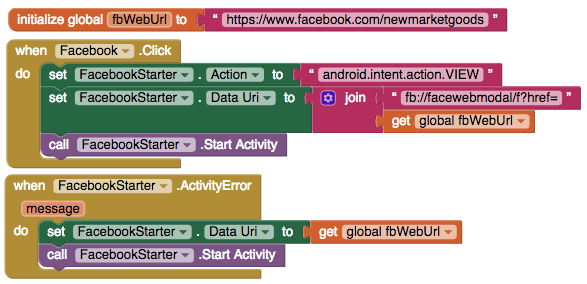 initialize global fbWebUrl to " https://www.facebook.com/newmarketgoods "
when Facebook .Click
do set FacebookStarter . Action to " android.intent.action.VIEW "
set FacebookStarter . Data Uri to join " fb://facewebmodal/f?href= "
get global fbWebUrl
call FacebookStarter .Start Activity
when FacebookStarter .ActivityError
message
do set FacebookStarter . Data Uri to get global fbWebUrl
call FacebookStarter .Start Activity